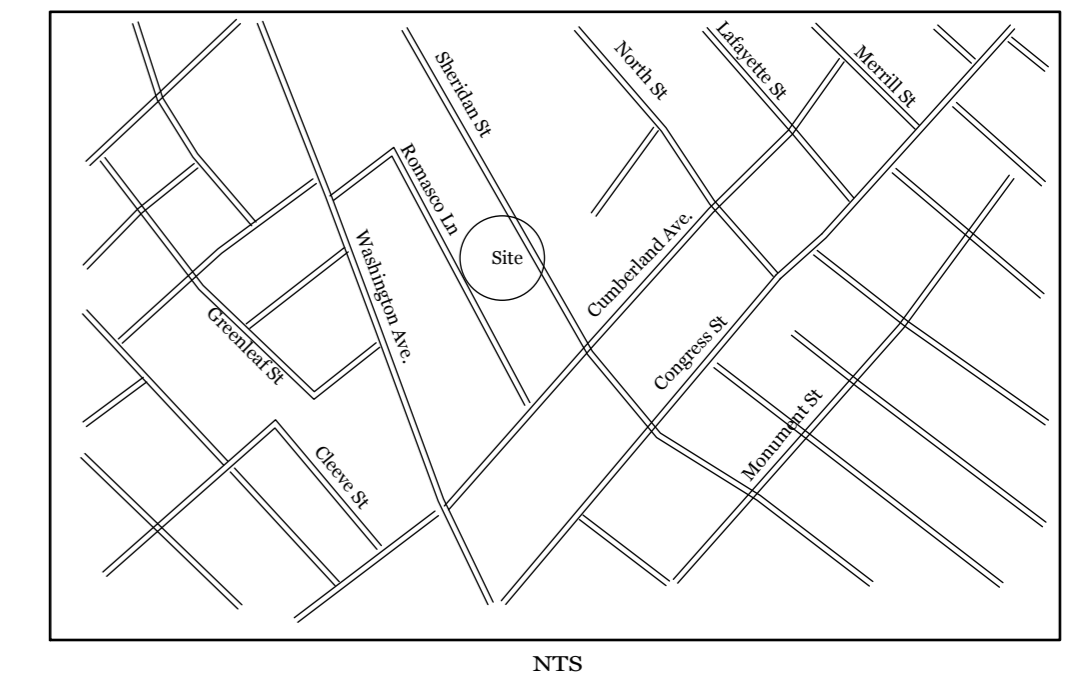 Sheridan St
North St
Lafayette St
Merrill St
Romasco Ln
Site
Washington Ave.
Cumberland Ave.
Greenleaf St
Congress St
Monument St
Cleeve St
NTS